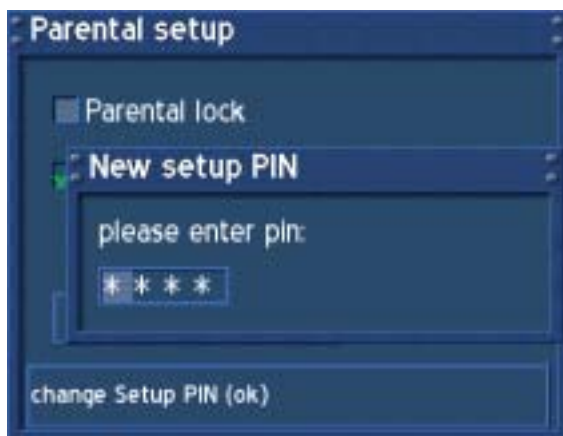 Parental setup
Parental lock
New setup PIN
please enter pin:
* * * *
change Setup PIN (ok)